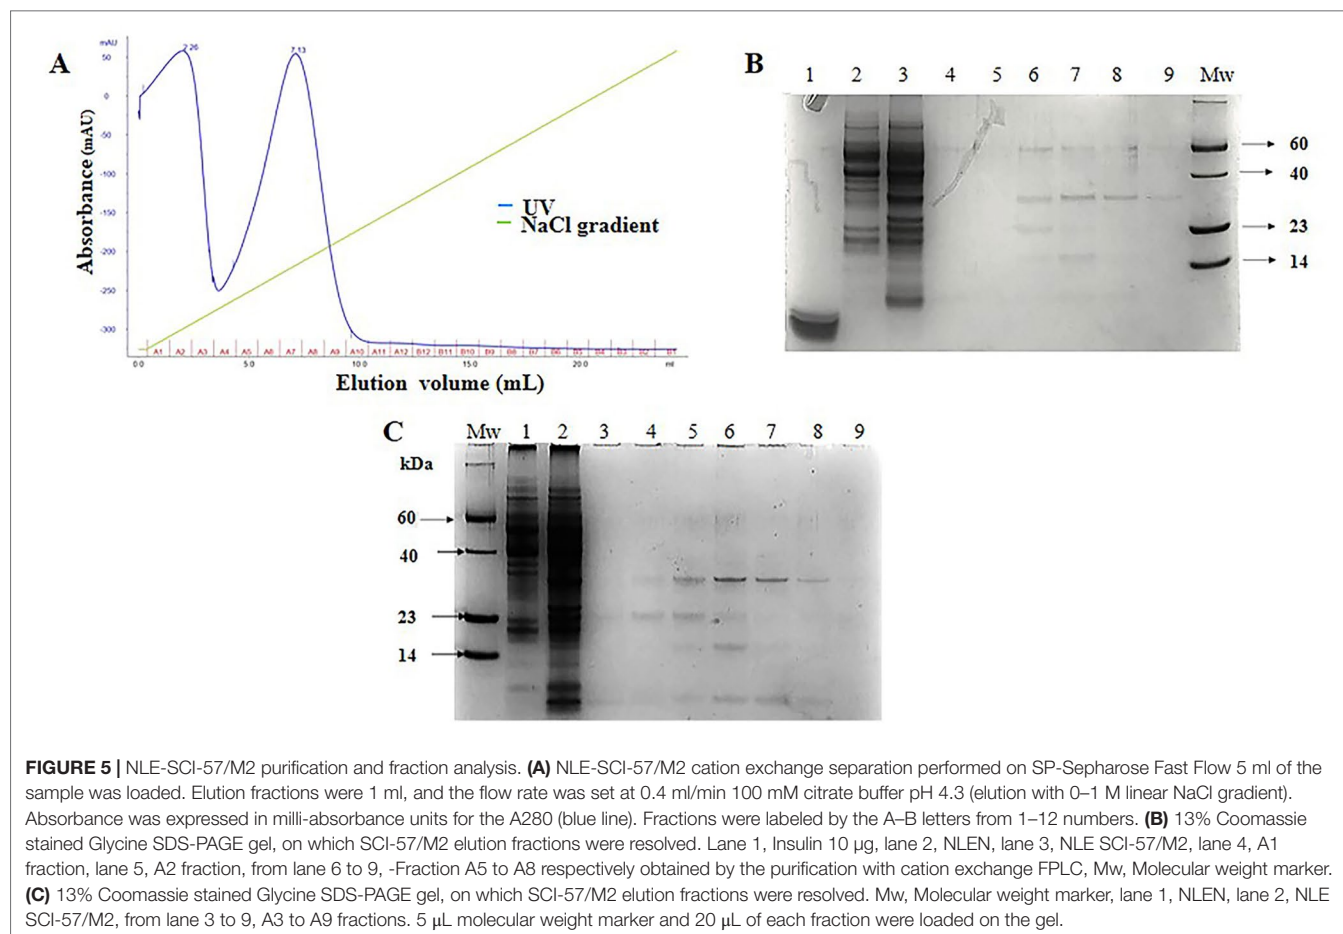 A
mAU
2.26
7.13
50
0
-50
-100
-150
-200
-250
-300
Absorbance (mAU)
UV
NaCl gradient
A1 A2 A3 A4 A5 A6 A7 A8 A9 A10 A11 A12 B12 B11 B10 B9 B8 B7 B6 B5 B4 B3 B2 B1
0.0 5.0 10.0 15.0 20.0 ml
Elution volume (mL)
B
1 2 3 4 5 6 7 8 9 Mw
60
40
23
14
C
Mw 1 2 3 4 5 6 7 8 9
kDa
60
40
23
14
FIGURE 5 | NLE-SCI-57/M2 purification and fraction analysis. (A) NLE-SCI-57/M2 cation exchange separation performed on SP-Sepharose Fast Flow 5 ml of the
sample was loaded. Elution fractions were 1 ml, and the flow rate was set at 0.4 ml/min 100 mM citrate buffer pH 4.3 (elution with 0–1 M linear NaCl gradient).
Absorbance was expressed in milli-absorbance units for the A280 (blue line). Fractions were labeled by the A–B letters from 1–12 numbers. (B) 13% Coomassie
stained Glycine SDS-PAGE gel, on which SCI-57/M2 elution fractions were resolved. Lane 1, Insulin 10 μg, lane 2, NLEN, lane 3, NLE SCI-57/M2, lane 4, A1
fraction, lane 5, A2 fraction, from lane 6 to 9, -Fraction A5 to A8 respectively obtained by the purification with cation exchange FPLC, Mw, Molecular weight marker.
(C) 13% Coomassie stained Glycine SDS-PAGE gel, on which SCI-57/M2 elution fractions were resolved. Mw, Molecular weight marker, lane 1, NLEN, lane 2, NLE
SCI-57/M2, from lane 3 to 9, A3 to A9 fractions. 5 μL molecular weight marker and 20 μL of each fraction were loaded on the gel.